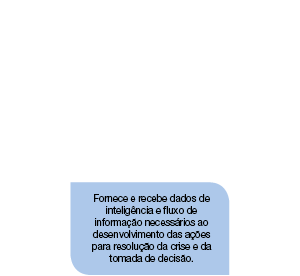 Fornece e recebe dados de
inteligência e fluxo de
informação necessários ao
desenvolvimento das ações
para resolução da crise e da
tomada de decisão.